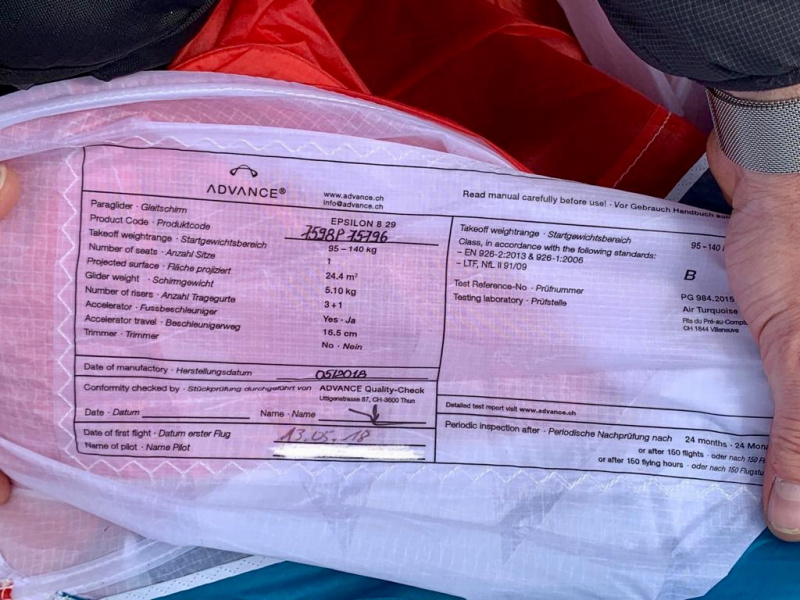 ADVANCE®
www.advance.ch
info@advance.ch
Read manual carefully before use! · Vor Gebrauch Handbuch
Paraglider · Gleitschirm
EPSILON 8 29
Product Code · Produktcode
7598P75796
Takeoff weightrange · Startgewichtsbereich
95 – 140 kg
Number of seats · Anzahl Sitze
1
Projected surface · Fläche projiziert
24.4 m²
Glider weight · Schirmgewicht
5.10 kg
Number of risers · Anzahl Tragegurte
3 + 1
Accelerator · Fussbeschleuniger
Yes · Ja
Accelerator travel · Beschleunigerweg
16.5 cm
Trimmer · Trimmer
No · Nein
Date of manufactory · Herstellungsdatum
05/2018
Conformity checked by · Stückprüfung durchgeführt von
ADVANCE Quality-Check
Uttigenstrasse 87, CH-3600 Thun
Date · Datum
Name · Name
Date of first flight · Datum erster Flug
13.05.18
Name of pilot · Name Pilot
Takeoff weightrange · Startgewichtsbereich
95 – 140
Class, in accordance with the following standards:
– EN 926-2:2013 & 926-1:2006
– LTF, NfL II 91/09
B
Test Reference-No · Prüfnummer
PG 984.2015
Testing laboratory · Prüfstelle
Air Turquoise
Rte du Pré-au-Comte
CH 1844 Villeneuve
Detailed test report visit www.advance.ch
Periodic inspection after · Periodische Nachprüfung nach
24 months · 24
or after 150 flights · oder nach 150
or after 150 flying hours · oder nach 150